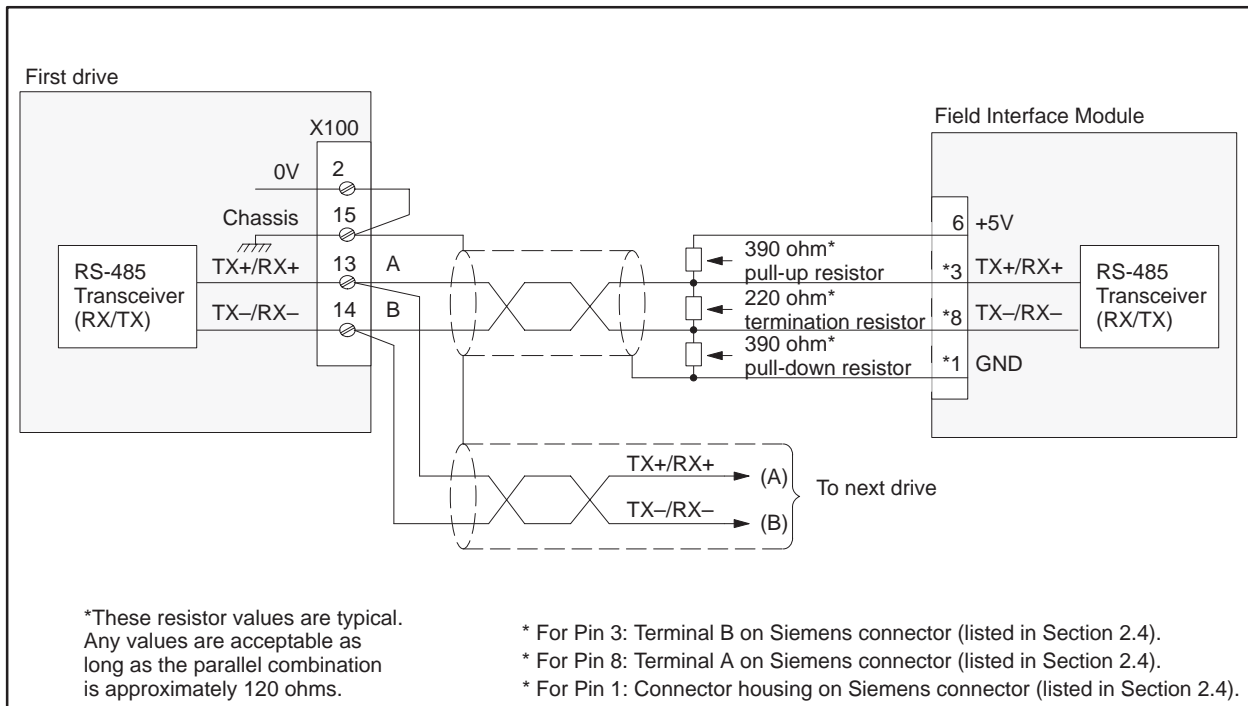 First drive
X100
0V
2
Chassis
15
RS-485
Transceiver
(RX/TX)
TX+/RX+
13
A
TX–/RX–
14
B
Field Interface Module
6
+5V
390 ohm*
pull-up resistor
*3
TX+/RX+
220 ohm*
termination resistor
*8
TX–/RX–
390 ohm*
pull-down resistor
*1
GND
RS-485
Transceiver
(RX/TX)
TX+/RX+
(A)
TX–/RX–
(B)
To next drive
*These resistor values are typical.
Any values are acceptable as
long as the parallel combination
is approximately 120 ohms.
* For Pin 3: Terminal B on Siemens connector (listed in Section 2.4).
* For Pin 8: Terminal A on Siemens connector (listed in Section 2.4).
* For Pin 1: Connector housing on Siemens connector (listed in Section 2.4).